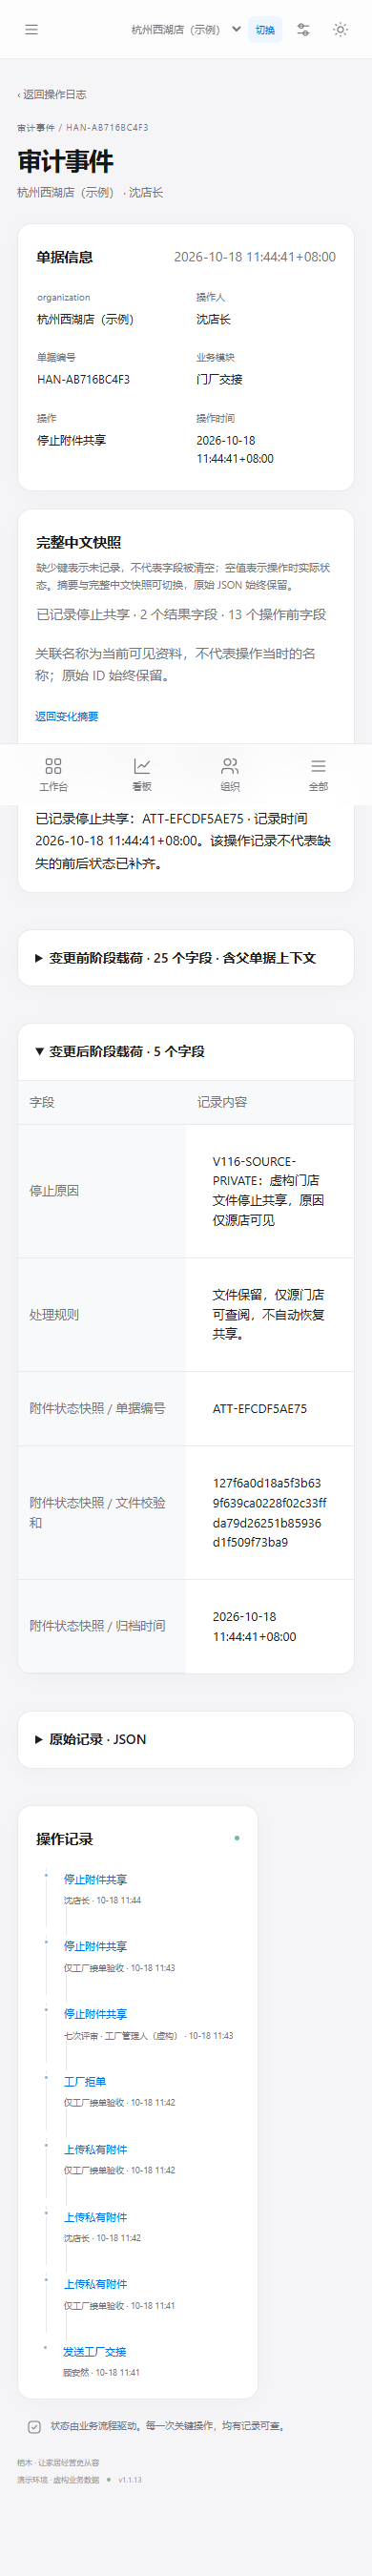 杭州西湖店（示例）
切换
‹ 返回操作日志
审计事件 / HAN-AB716BC4F3
审计事件
杭州西湖店（示例） · 沈店长
单据信息
2026-10-18 11:44:41+08:00
organization
操作人
杭州西湖店（示例）
沈店长
单据编号
业务模块
HAN-AB716BC4F3
门厂交接
操作
操作时间
停止附件共享
2026-10-18
11:44:41+08:00
完整中文快照
缺少键表示未记录，不代表字段被清空；空值表示操作时实际状
态。摘要与完整中文快照可切换，原始 JSON 始终保留。
已记录停止共享 · 2 个结果字段 · 13 个操作前字段
关联名称为当前可见资料，不代表操作当时的名
称；原始 ID 始终保留。
返回变化摘要
工作台
看板
组织
全部
已记录停止共享：ATT-EFCDF5AE75 · 记录时间
2026-10-18 11:44:41+08:00。该操作记录不代表缺
失的前后状态已补齐。
▶ 变更前阶段载荷 · 25 个字段 · 含父单据上下文
▼ 变更后阶段载荷 · 5 个字段
字段
记录内容
停止原因
V116-SOURCE-
PRIVATE：虚构门店
文件停止共享，原因
仅源店可见
处理规则
文件保留，仅源门店
可查阅，不自动恢复
共享。
附件状态快照 / 单据编号
ATT-EFCDF5AE75
附件状态快照 / 文件校验
和
127f6a0d18a5f3b63
9f639ca0228f02c33ff
da79d26251b85936
d1f509f73ba9
附件状态快照 / 归档时间
2026-10-18
11:44:41+08:00
▶ 原始记录 · JSON
操作记录
停止附件共享
沈店长 · 10-18 11:44
停止附件共享
仅工厂接单验收 · 10-18 11:43
停止附件共享
七次评审 · 工厂管理人（虚构） · 10-18 11:43
工厂拒单
仅工厂接单验收 · 10-18 11:42
上传私有附件
仅工厂接单验收 · 10-18 11:42
上传私有附件
沈店长 · 10-18 11:42
上传私有附件
仅工厂接单验收 · 10-18 11:41
发送工厂交接
顾安然 · 10-18 11:41
状态由业务流程驱动。每一次关键操作，均有记录可查。
栖木 · 让家居经营更从容
演示环境 · 虚构业务数据
v1.1.13